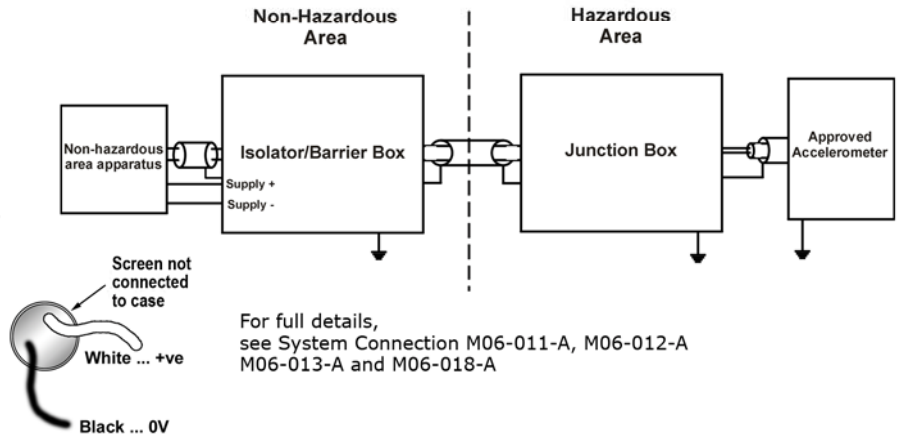 Non-Hazardous
Area
Hazardous
Area
Non-hazardous
area apparatus
Isolator/Barrier Box
Supply +
Supply -
Junction Box
Approved
Accelerometer
Screen not
connected
to case
White ... +ve
Black ... 0V
For full details,
see System Connection M06-011-A, M06-012-A
M06-013-A and M06-018-A